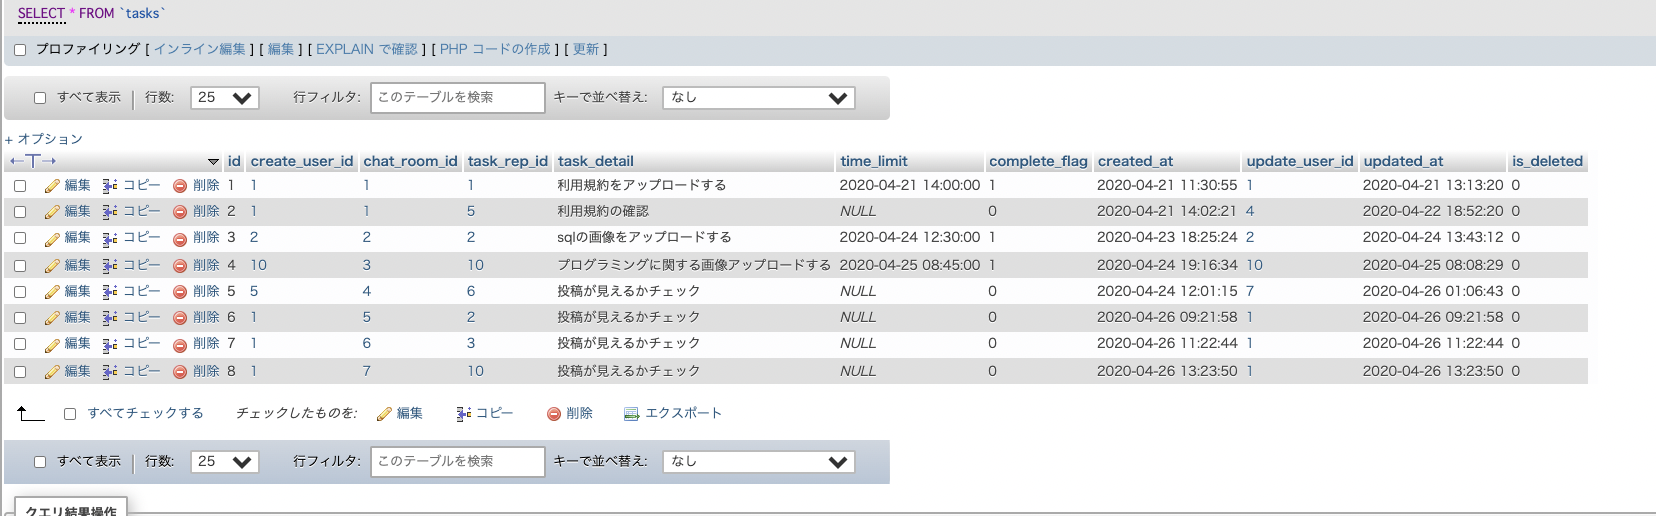 SELECT * FROM `tasks`
プロファイリング [ インライン編集 ] [ 編集 ] [ EXPLAIN で確認 ] [ PHP コードの作成 ] [ 更新 ]
すべて表示 | 行数: 25 行フィルタ: このテーブルを検索 キーで並べ替え: なし
+ オプション
←T→ id create_user_id chat_room_id task_rep_id task_detail time_limit complete_flag created_at update_user_id updated_at is_deleted
編集 コピー 削除 1 1 1 1 利用規約をアップロードする 2020-04-21 14:00:00 1 2020-04-21 11:30:55 1 2020-04-21 13:13:20 0
編集 コピー 削除 2 1 1 5 利用規約の確認 NULL 0 2020-04-21 14:02:21 4 2020-04-22 18:52:20 0
編集 コピー 削除 3 2 2 2 sqlの画像をアップロードする 2020-04-24 12:30:00 1 2020-04-23 18:25:24 2 2020-04-24 13:43:12 0
編集 コピー 削除 4 10 3 10 プログラミングに関する画像アップロードする 2020-04-25 08:45:00 1 2020-04-24 19:16:34 10 2020-04-25 08:08:29 0
編集 コピー 削除 5 5 4 6 投稿が見えるかチェック NULL 0 2020-04-24 12:01:15 7 2020-04-26 01:06:43 0
編集 コピー 削除 6 1 5 2 投稿が見えるかチェック NULL 0 2020-04-26 09:21:58 1 2020-04-26 09:21:58 0
編集 コピー 削除 7 1 6 3 投稿が見えるかチェック NULL 0 2020-04-26 11:22:44 1 2020-04-26 11:22:44 0
編集 コピー 削除 8 1 7 10 投稿が見えるかチェック NULL 0 2020-04-26 13:23:50 1 2020-04-26 13:23:50 0
すべてチェックする チェックしたものを: 編集 コピー 削除 エクスポート
すべて表示 | 行数: 25 行フィルタ: このテーブルを検索 キーで並べ替え: なし
クエリ結果操作